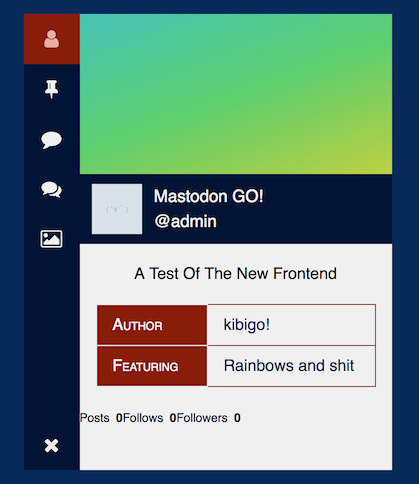 Mastodon GO!
@admin
A Test Of The New Frontend
Author kibigo!
Featuring Rainbows and shit
Posts 0Follows 0Followers 0